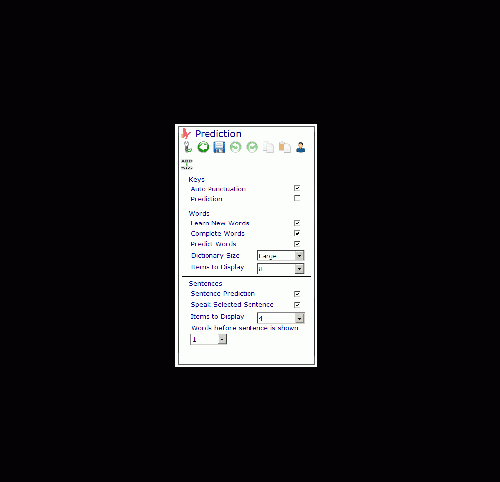 Prediction
Keys
Auto Punctuation
Prediction
Words
Learn New Words
Complete Words
Predict Words
Dictionary Size Large
Items to Display 8
Sentences
Sentence Prediction
Speak Selected Sentence
Items to Display 4
Words before sentence is shown
1